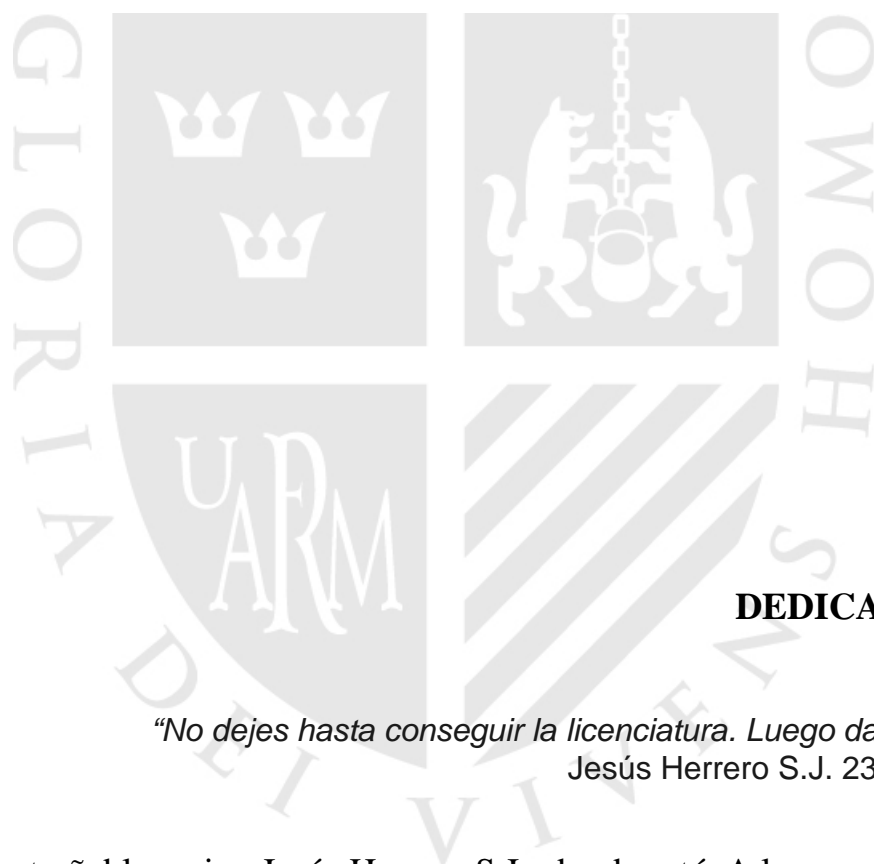 GLORIA DEI VIVENS HOMO
UARM
DEDICA
“No dejes hasta conseguir la licenciatura. Luego da
Jesús Herrero S.J. 23